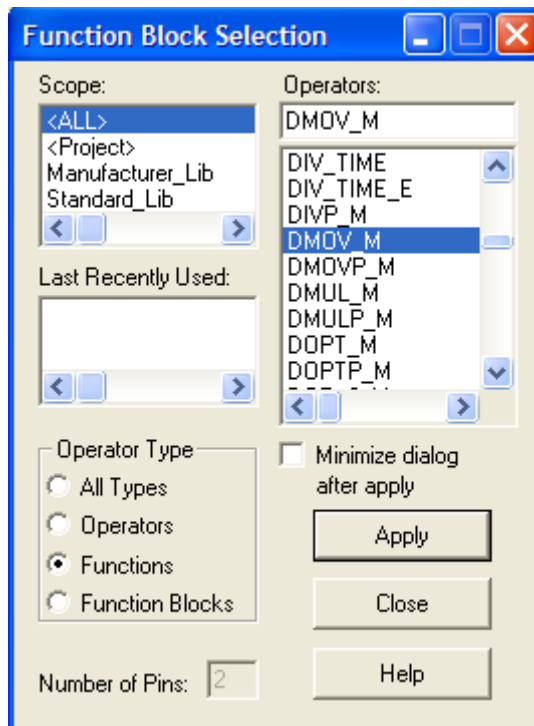 Function Block Selection
Scope:
<ALL>
<Project>
Manufacturer_Lib
Standard_Lib
Last Recently Used:
Operator Type
All Types
Operators
Functions
Function Blocks
Number of Pins: 2
Operators:
DMOV_M
DIV_TIME
DIV_TIME_E
DIVP_M
DMOV_M
DMOVP_M
DMUL_M
DMULP_M
DOPT_M
DOPTP_M
Minimize dialog
after apply
Apply
Close
Help